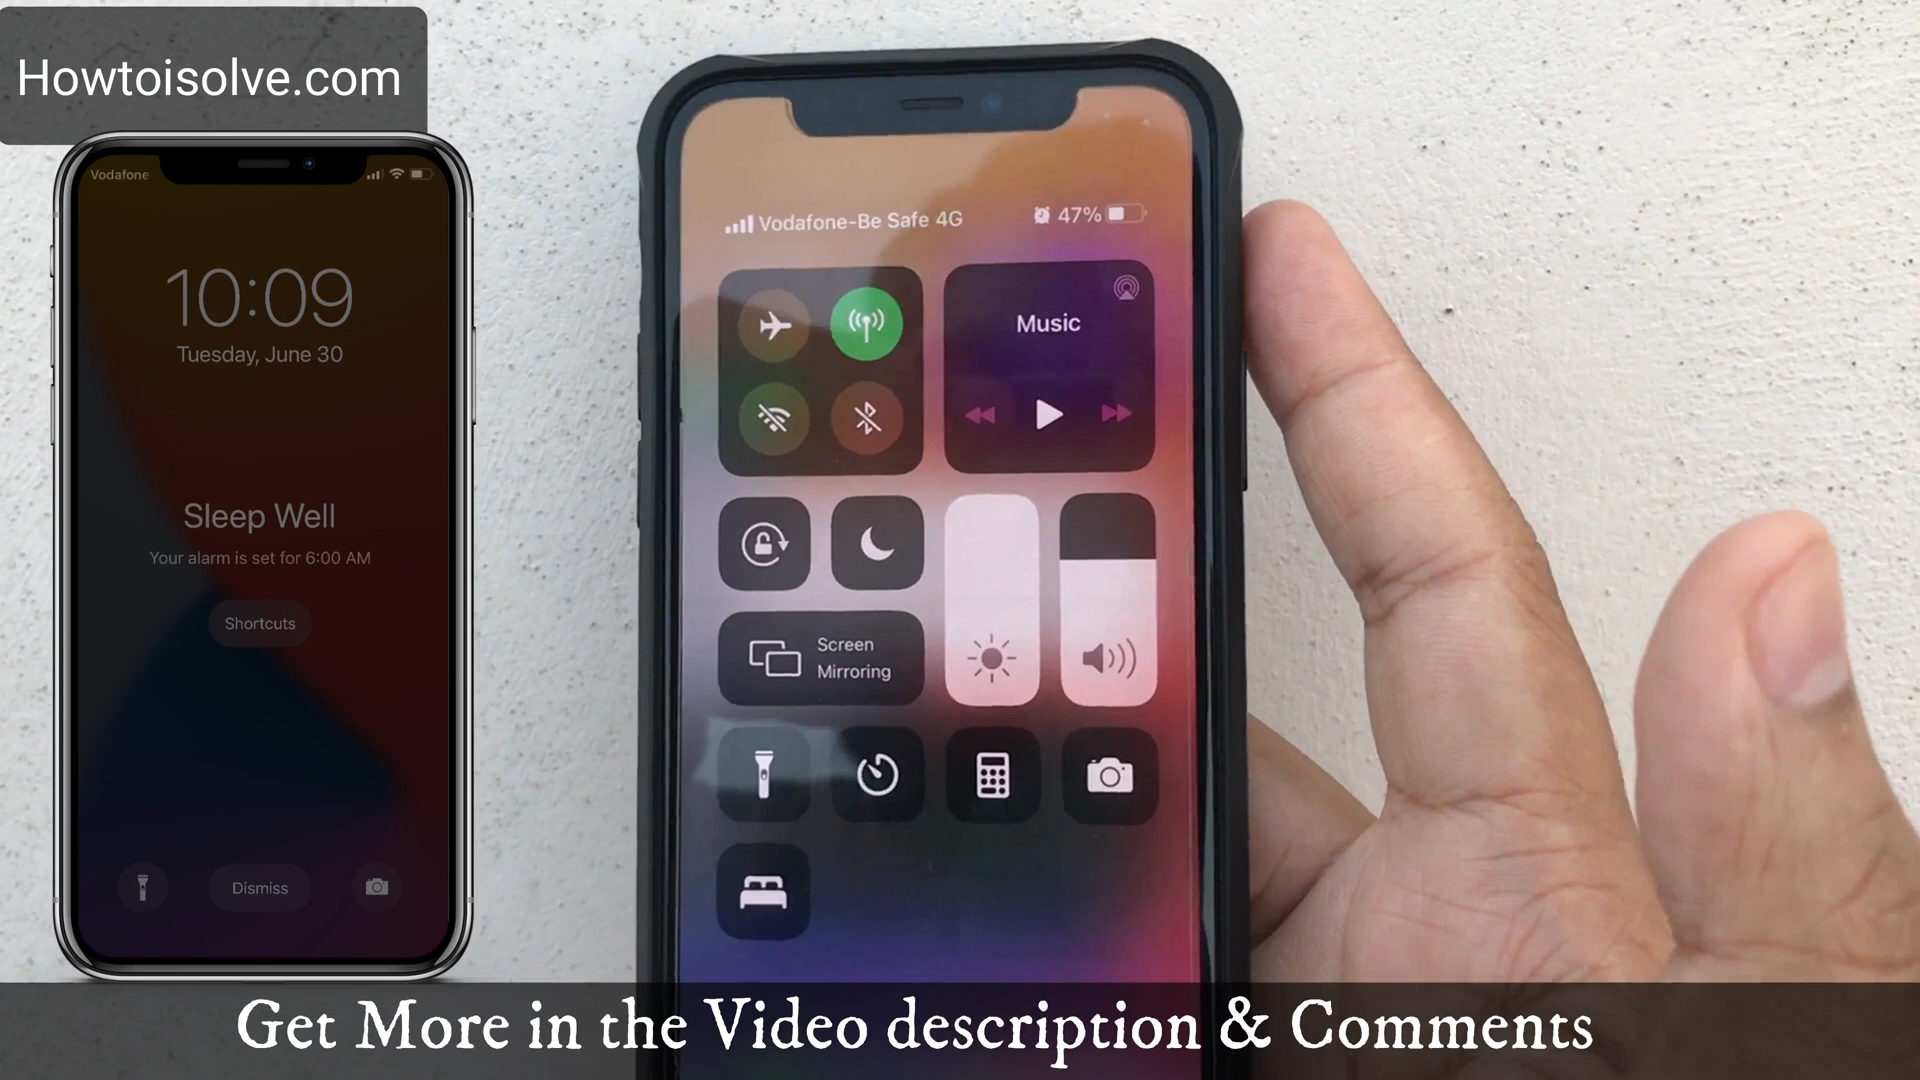 Howtoisolve.com
Vodafone
10:09
Tuesday, June 30
Sleep Well
Your alarm is set for 6:00 AM
Shortcuts
Dismiss
Vodafone-Be Safe 4G
47%
Music
Screen
Mirroring
Get More in the Video description & Comments